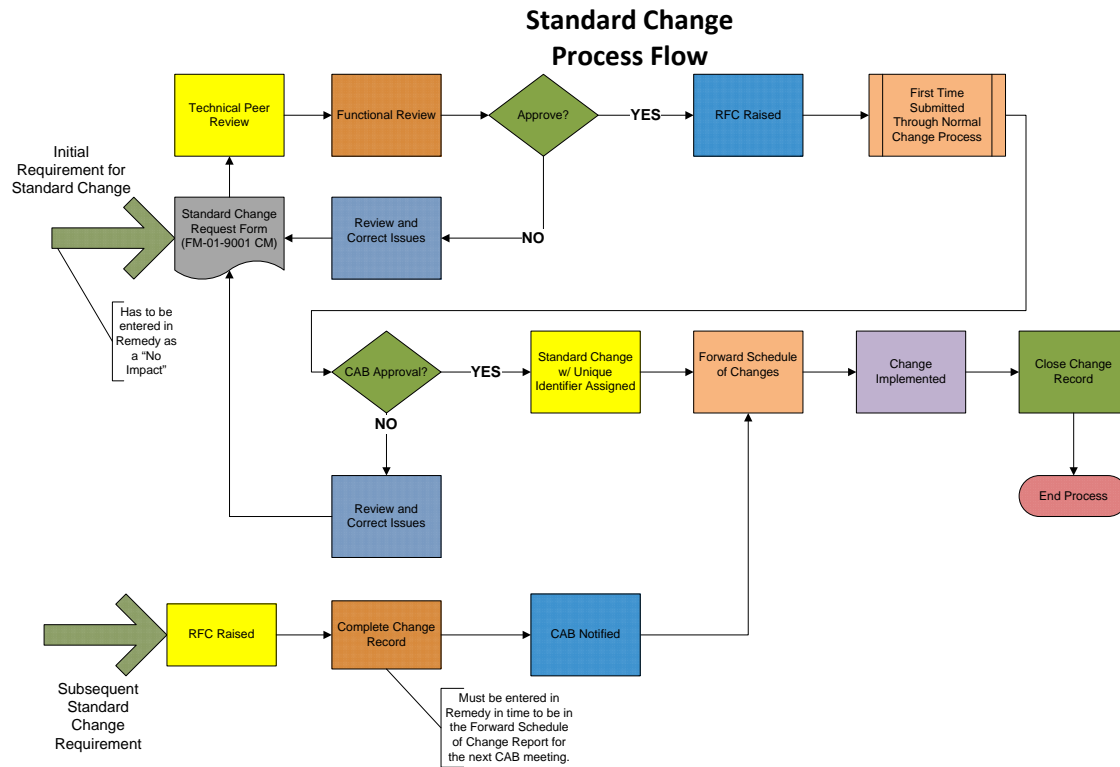 Standard Change
Process Flow
Technical Peer
Review
Functional Review
Approve?
YES
RFC Raised
First Time
Submitted
Through Normal
Change Process
Initial
Requirement for
Standard Change
Standard Change
Request Form
(FM-01-9001 CM)
Review and
Correct Issues
NO
Has to be
entered in
Remedy as
a “No
Impact”
CAB Approval?
YES
Standard Change
w/ Unique
Identifier Assigned
Forward Schedule
of Changes
Change
Implemented
Close Change
Record
NO
Review and
Correct Issues
End Process
RFC Raised
Complete Change
Record
CAB Notified
Subsequent
Standard
Change
Requirement
Must be entered in
Remedy in time to be in
the Forward Schedule
of Change Report for
the next CAB meeting.